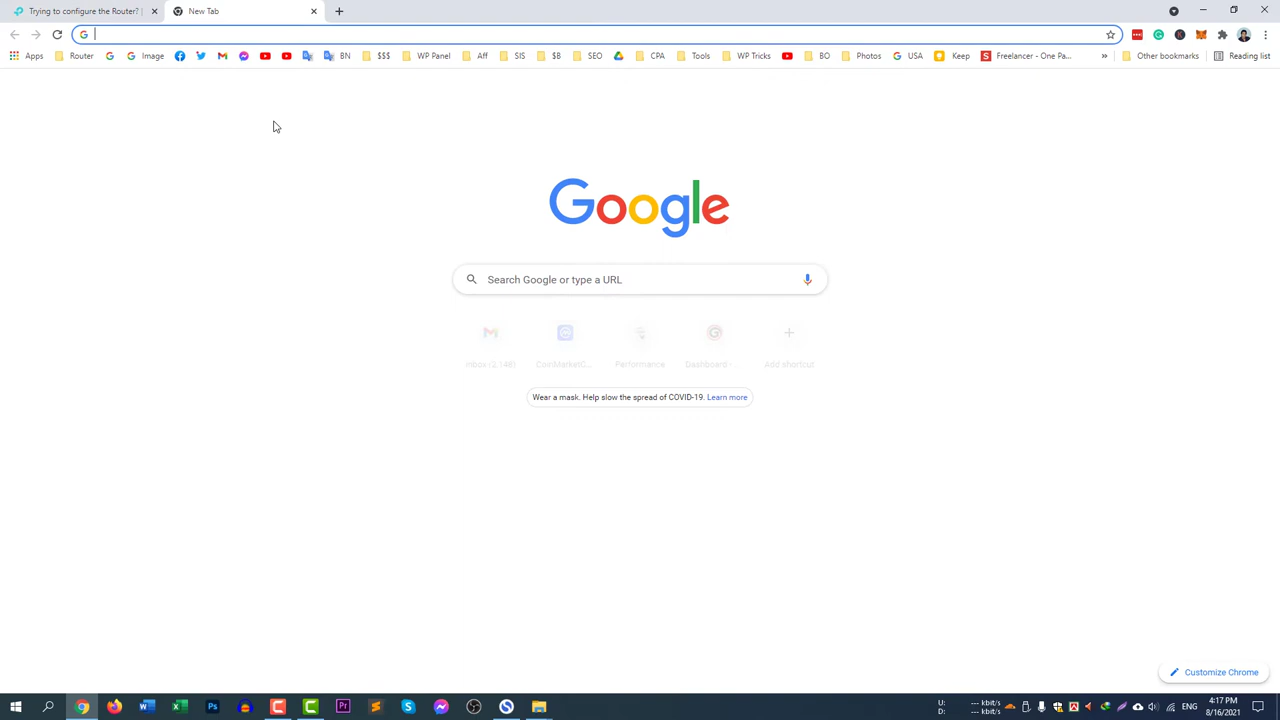 Trying to configure the Router? |
New Tab
Apps
Router
Image
BN
$$$
WP Panel
Aff
SIS
$B
SEO
CPA
Tools
WP Tricks
BO
Photos
USA
Keep
Freelancer - One Pa...
»
Other bookmarks
Reading list
Google
Search Google or type a URL
Inbox (2,148)
CoinMarketC...
Performance
Dashboard -
Add shortcut
Wear a mask. Help slow the spread of COVID-19. Learn more
Customize Chrome
U: --- kbit/s
D: --- kbit/s
ENG
4:17 PM
8/16/2021